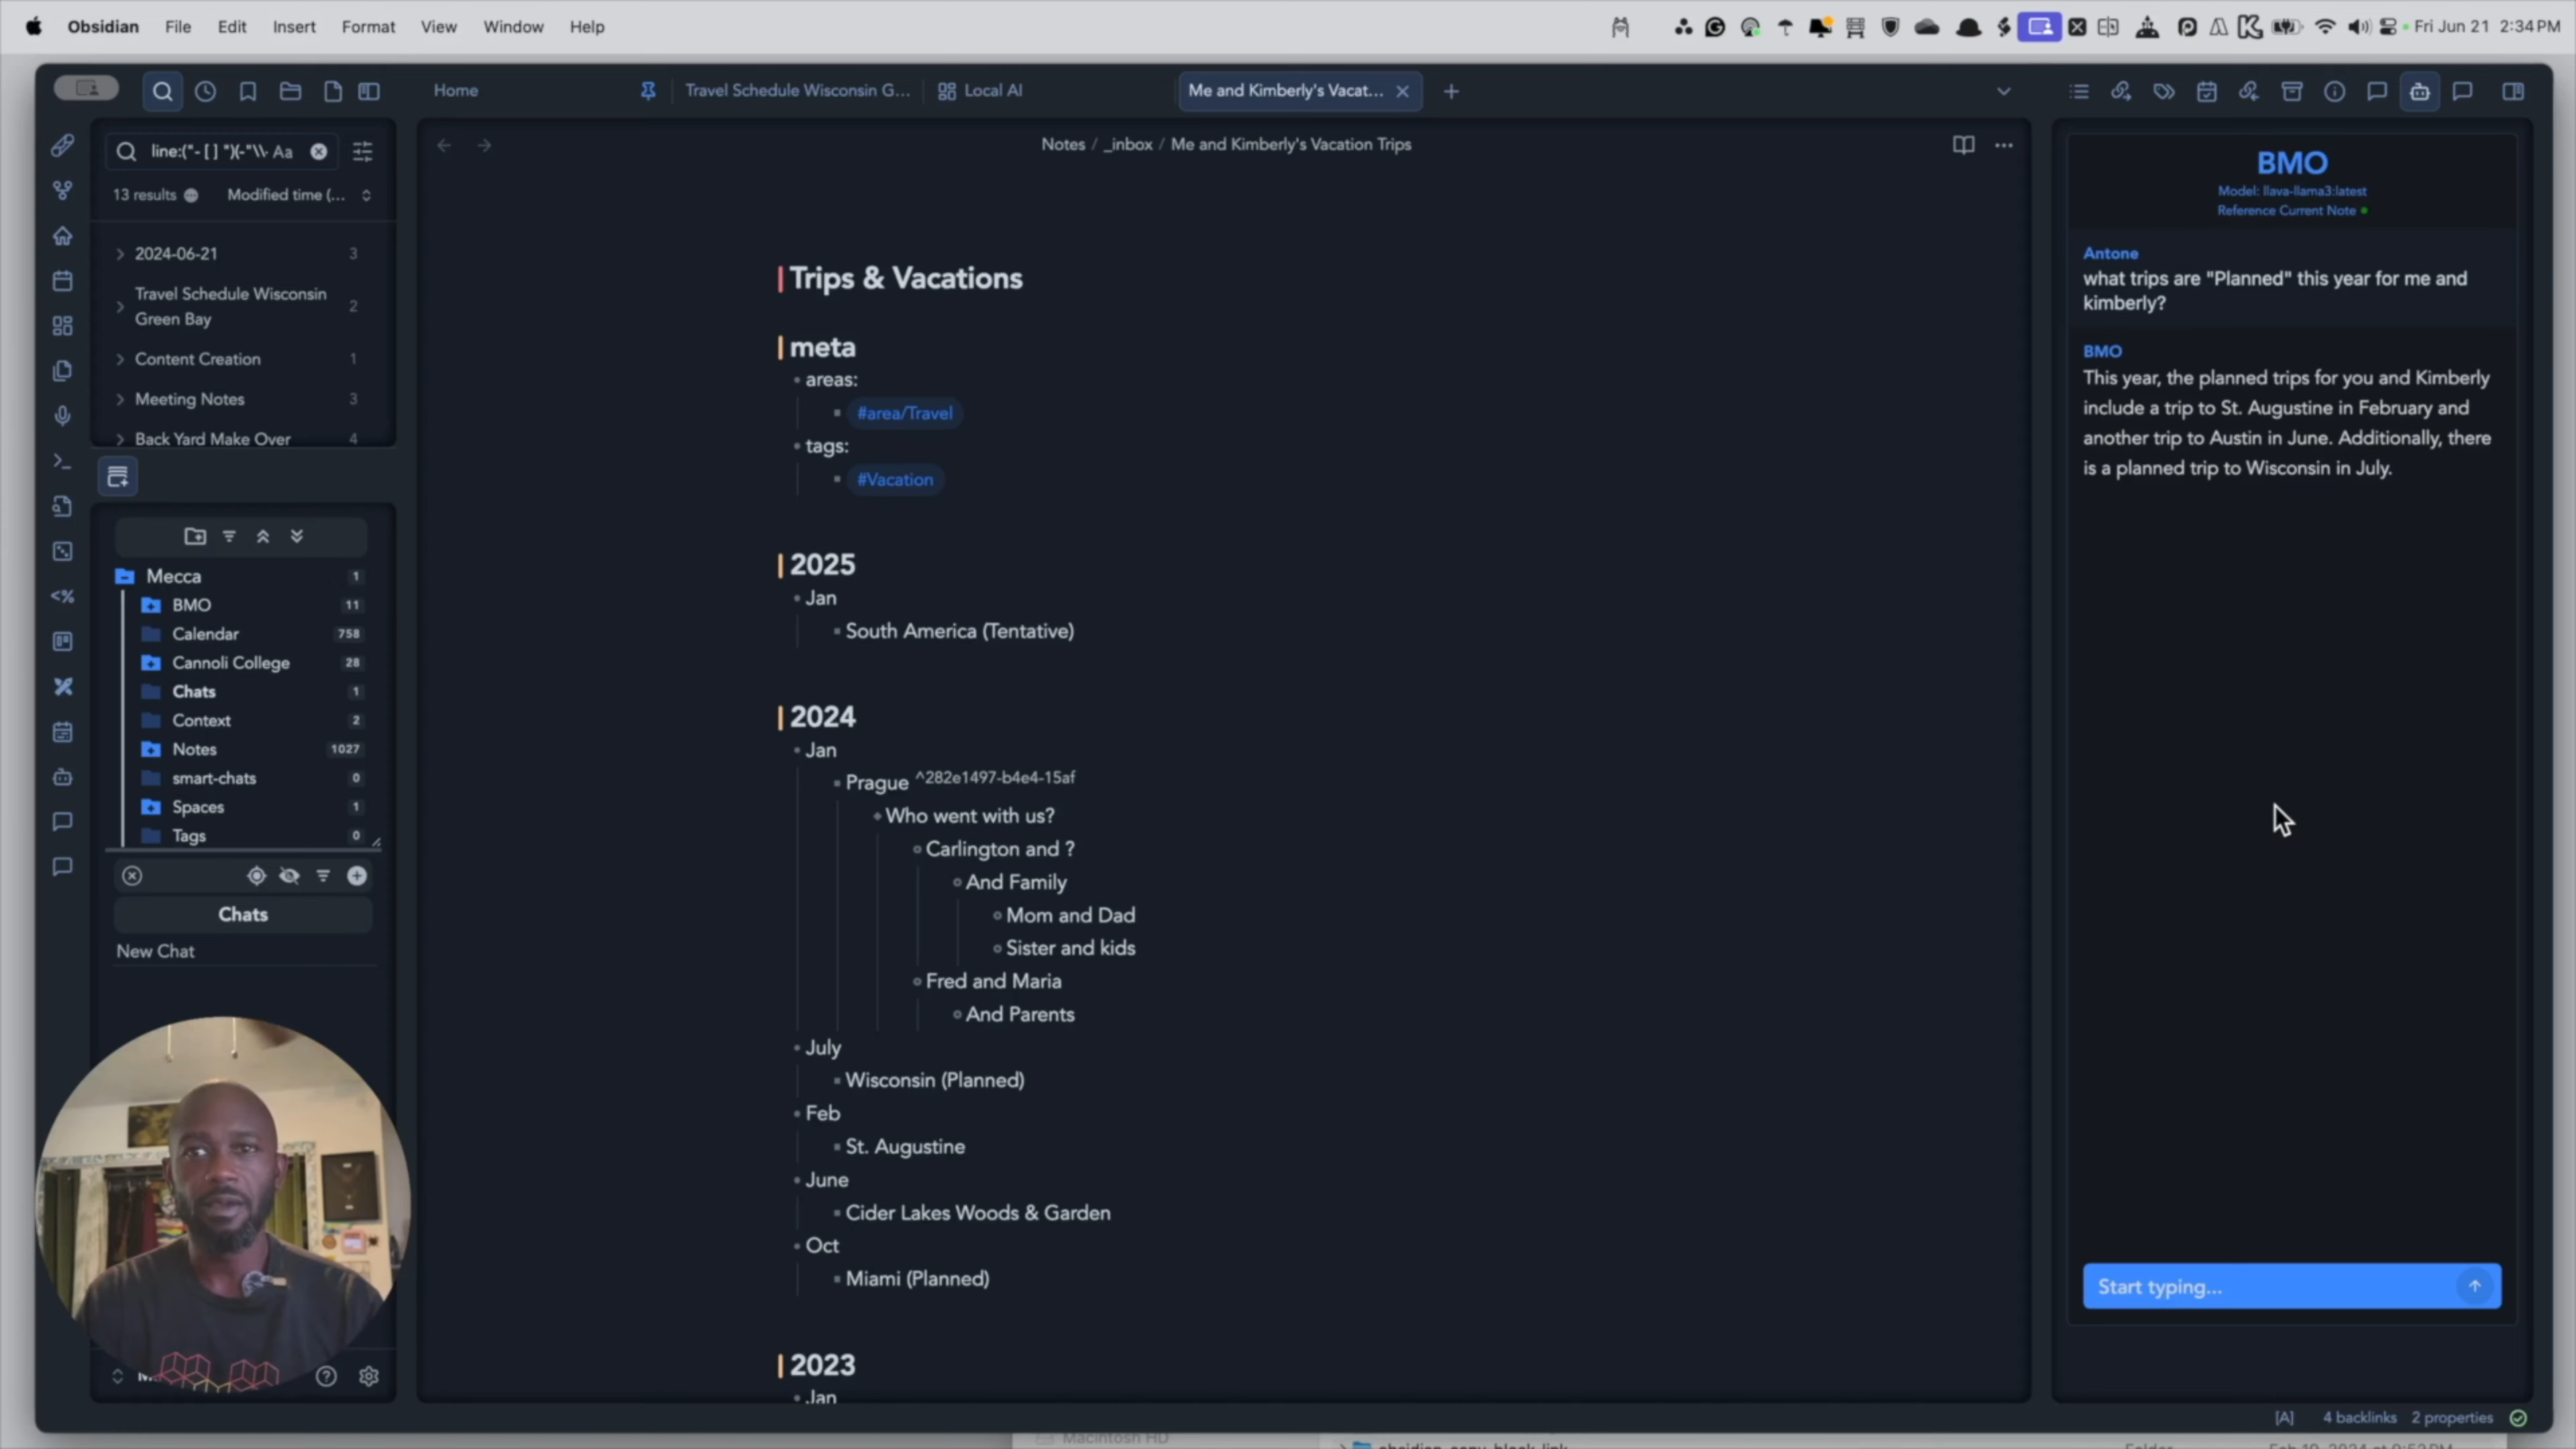 Obsidian File Edit Insert Format View Window Help
Fri Jun 21 2:34 PM
Home
Travel Schedule Wisconsin G...
Local AI
Me and Kimberly's Vacat...
line:("- [ ] ")(-"\\- Aa
13 results
Modified time (...
2024-06-21 3
Travel Schedule Wisconsin
Green Bay
2
Content Creation 1
Meeting Notes 3
Back Yard Make Over 4
Mecca 1
BMO 11
Calendar 758
Cannoli College 28
Chats 1
Context 2
Notes 1027
smart-chats 0
Spaces 1
Tags 0
Chats
New Chat
Notes / _inbox / Me and Kimberly's Vacation Trips
Trips & Vacations
meta
areas:
#area/Travel
tags:
#Vacation
2025
Jan
South America (Tentative)
2024
Jan
Prague ^282e1497-b4e4-15af
Who went with us?
Carlington and ?
And Family
Mom and Dad
Sister and kids
Fred and Maria
And Parents
July
Wisconsin (Planned)
Feb
St. Augustine
June
Cider Lakes Woods & Garden
Oct
Miami (Planned)
2023
Jan
BMO
Model: llava-llama3:latest
Reference Current Note
Antone
what trips are "Planned" this year for me and
kimberly?
BMO
This year, the planned trips for you and Kimberly
include a trip to St. Augustine in February and
another trip to Austin in June. Additionally, there
is a planned trip to Wisconsin in July.
Start typing...
[A] 4 backlinks 2 properties
Macintosh HD